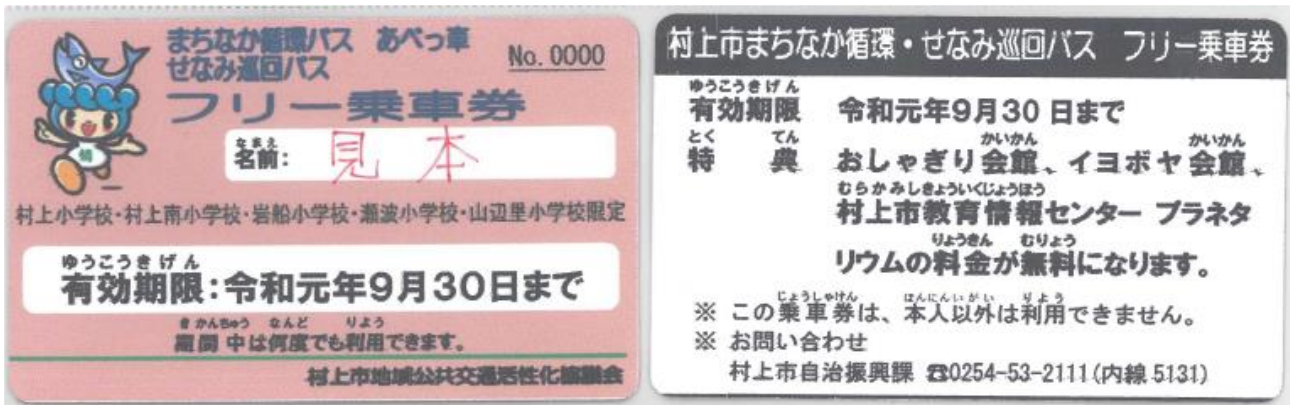 まちなか循環バス あべっ車
せなみ巡回バス
No.0000
フリー乗車券
なまえ
名前: 見本
村上小学校・村上南小学校・岩船小学校・瀬波小学校・山辺里小学校限定
ゆうこうきげん
有効期限:令和元年9月30日まで
きかんちゅう なんど りよう
期間中は何度でも利用できます。
村上市地域公共交通活性化協議会
村上市まちなか循環・せなみ巡回バス フリー乗車券
ゆうこうきげん
有効期限 令和元年9月30日まで
とく てん かいかん かいかん
特典 おしゃぎり会館、イヨボヤ会館、
むらかみしきょういくじょうほう
村上市教育情報センター プラネタ
りょうきん むりょう
リウムの料金が無料になります。
じょうしゃけん ほんにんいがい りよう
※ この乗車券は、本人以外は利用できません。
※ お問い合わせ
村上市自治振興課 ☎0254-53-2111(内線5131)